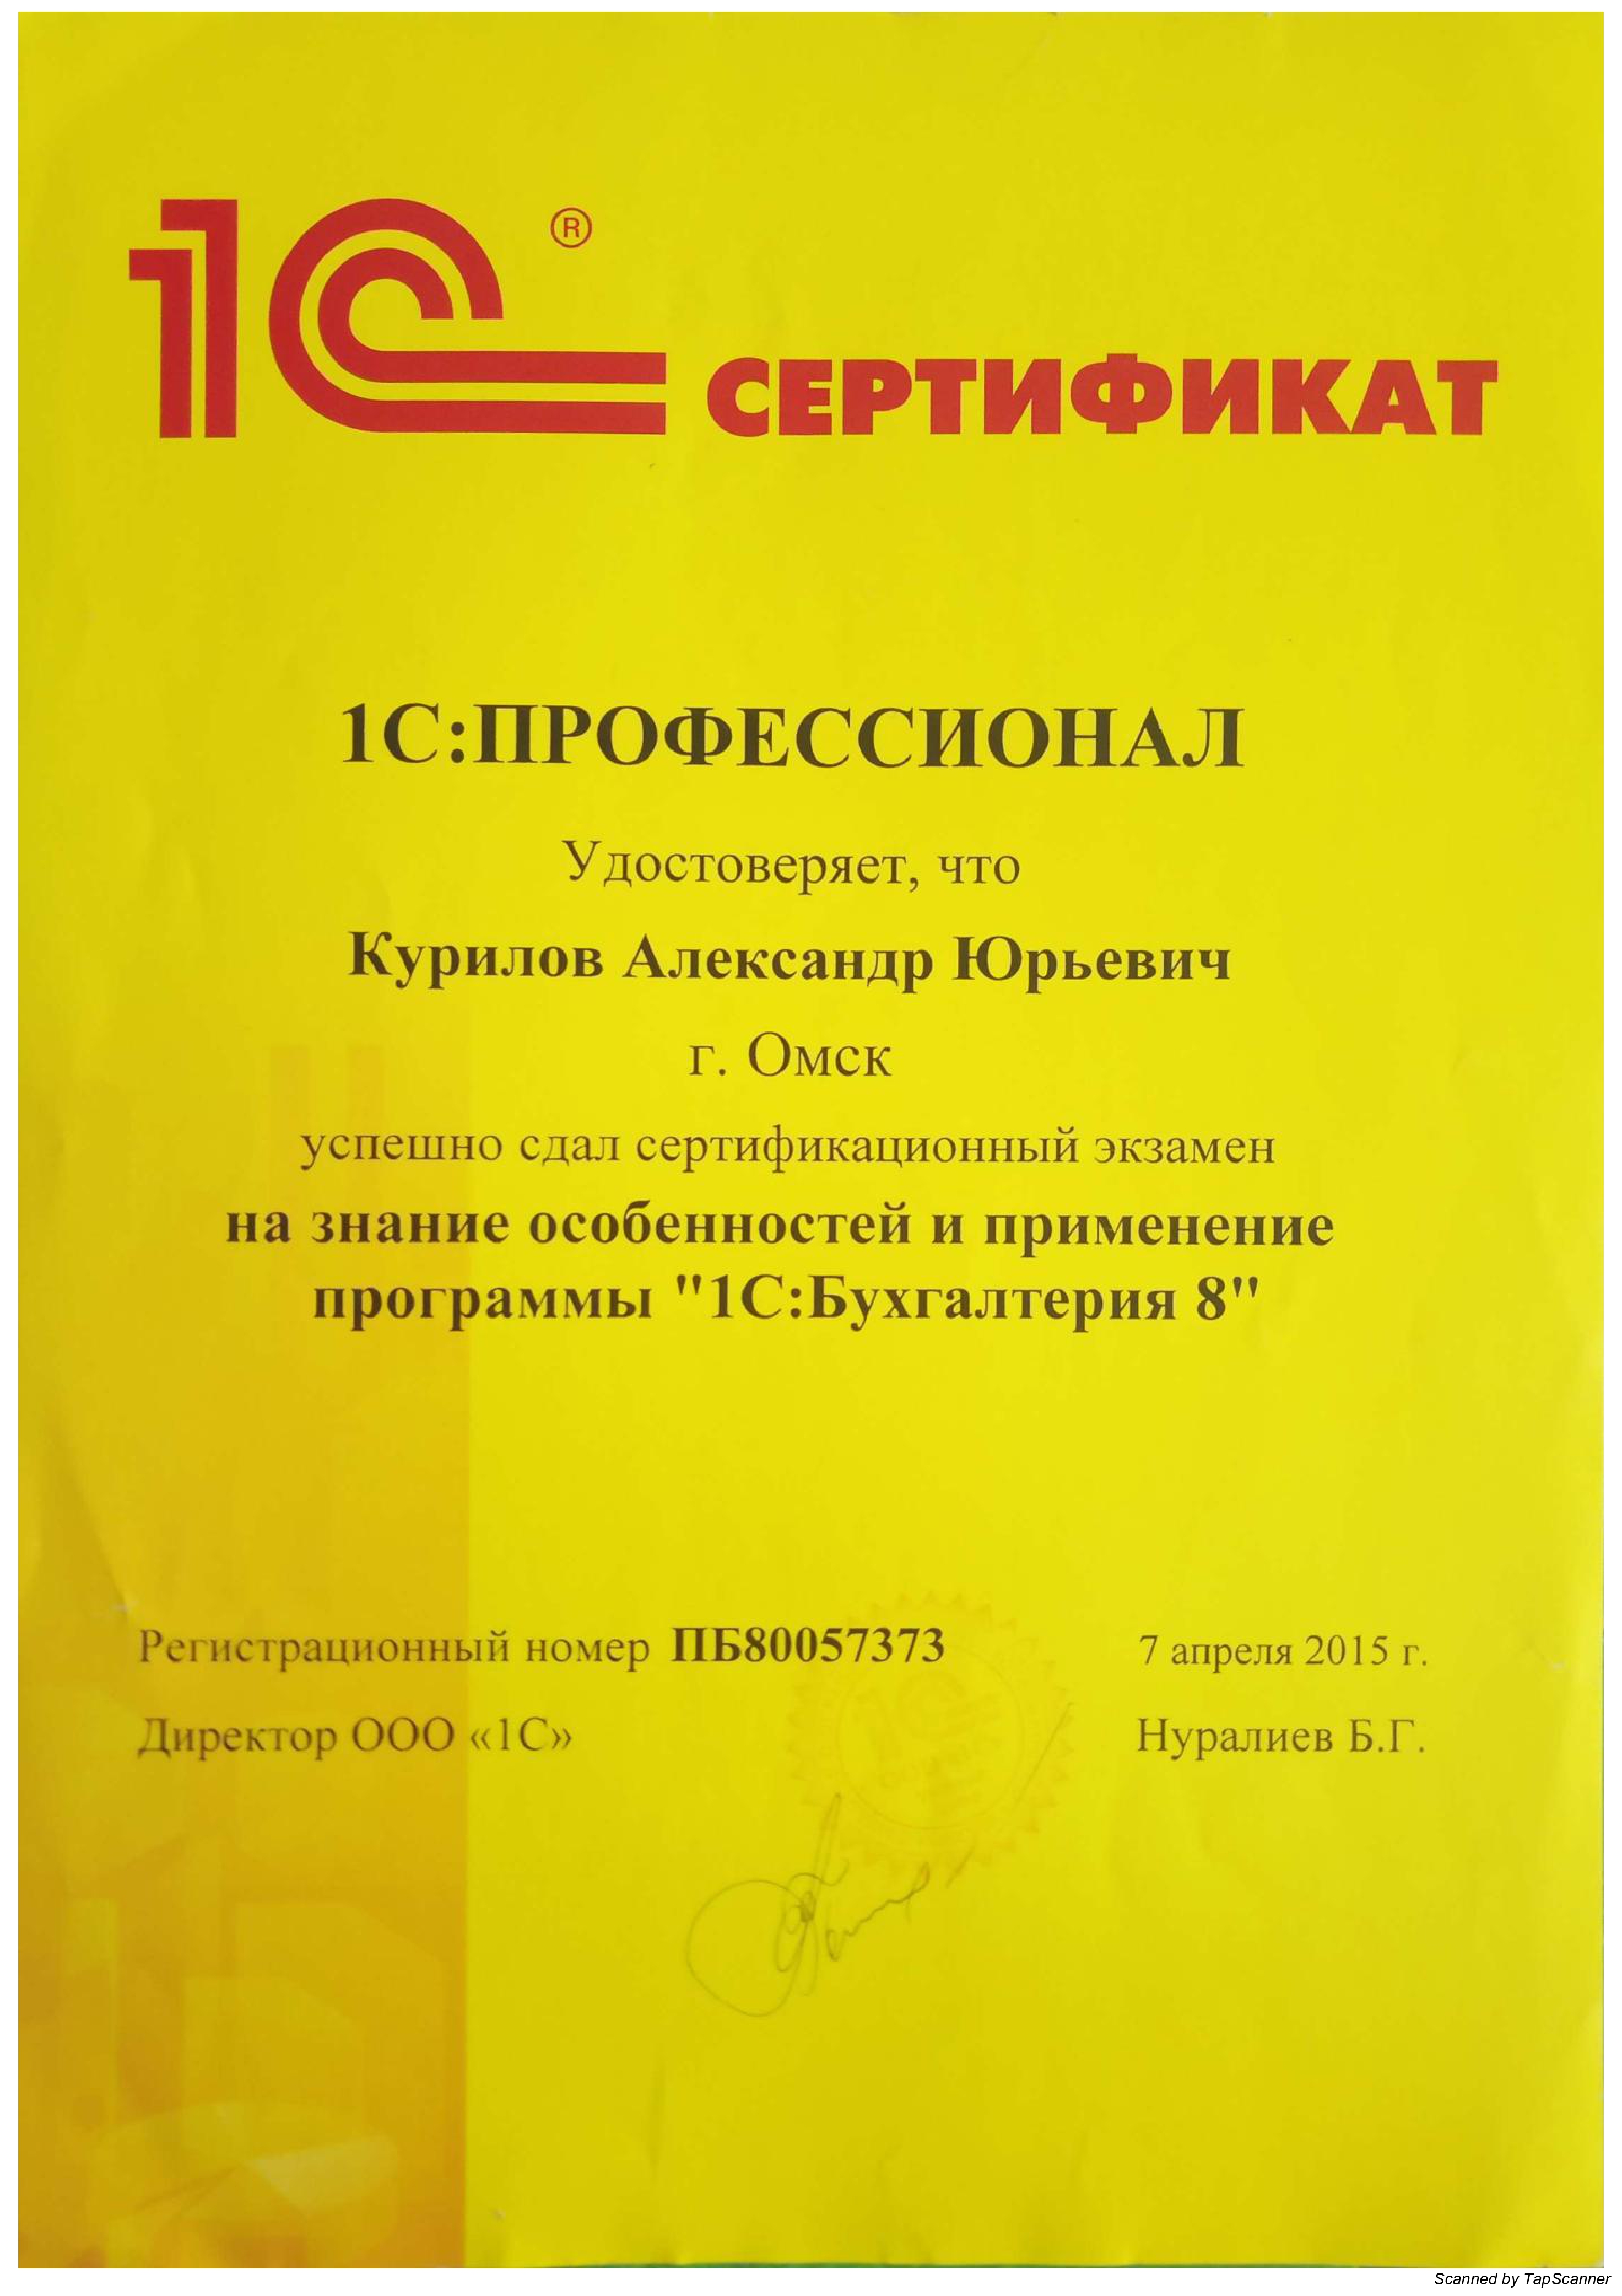 1С ®
СЕРТИФИКАТ
1С:ПРОФЕССИОНАЛ
Удостоверяет, что
Курилов Александр Юрьевич
г. Омск
успешно сдал сертификационный экзамен
на знание особенностей и применение
программы "1С:Бухгалтерия 8"
Регистрационный номер ПБ80057373
7 апреля 2015 г.
Директор ООО «1С»
Нуралиев Б.Г.
Scanned by TapScanner